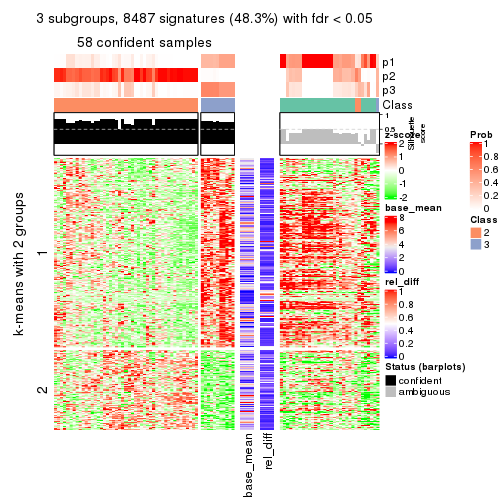 3 subgroups, 8487 signatures (48.3%) with fdr < 0.05
58 confident samples
p1
p2
p3
Class
1
0.5
0
Silhouette
score
z-score
2
1
0
-1
-2
base_mean
8
6
4
2
0
rel_diff
1
0.8
0.6
0.4
0.2
0
Status (barplots)
confident
ambiguous
Prob
1
0.8
0.6
0.4
0.2
0
Class
2
3
k-means with 2 groups
1
2
base_mean
rel_diff